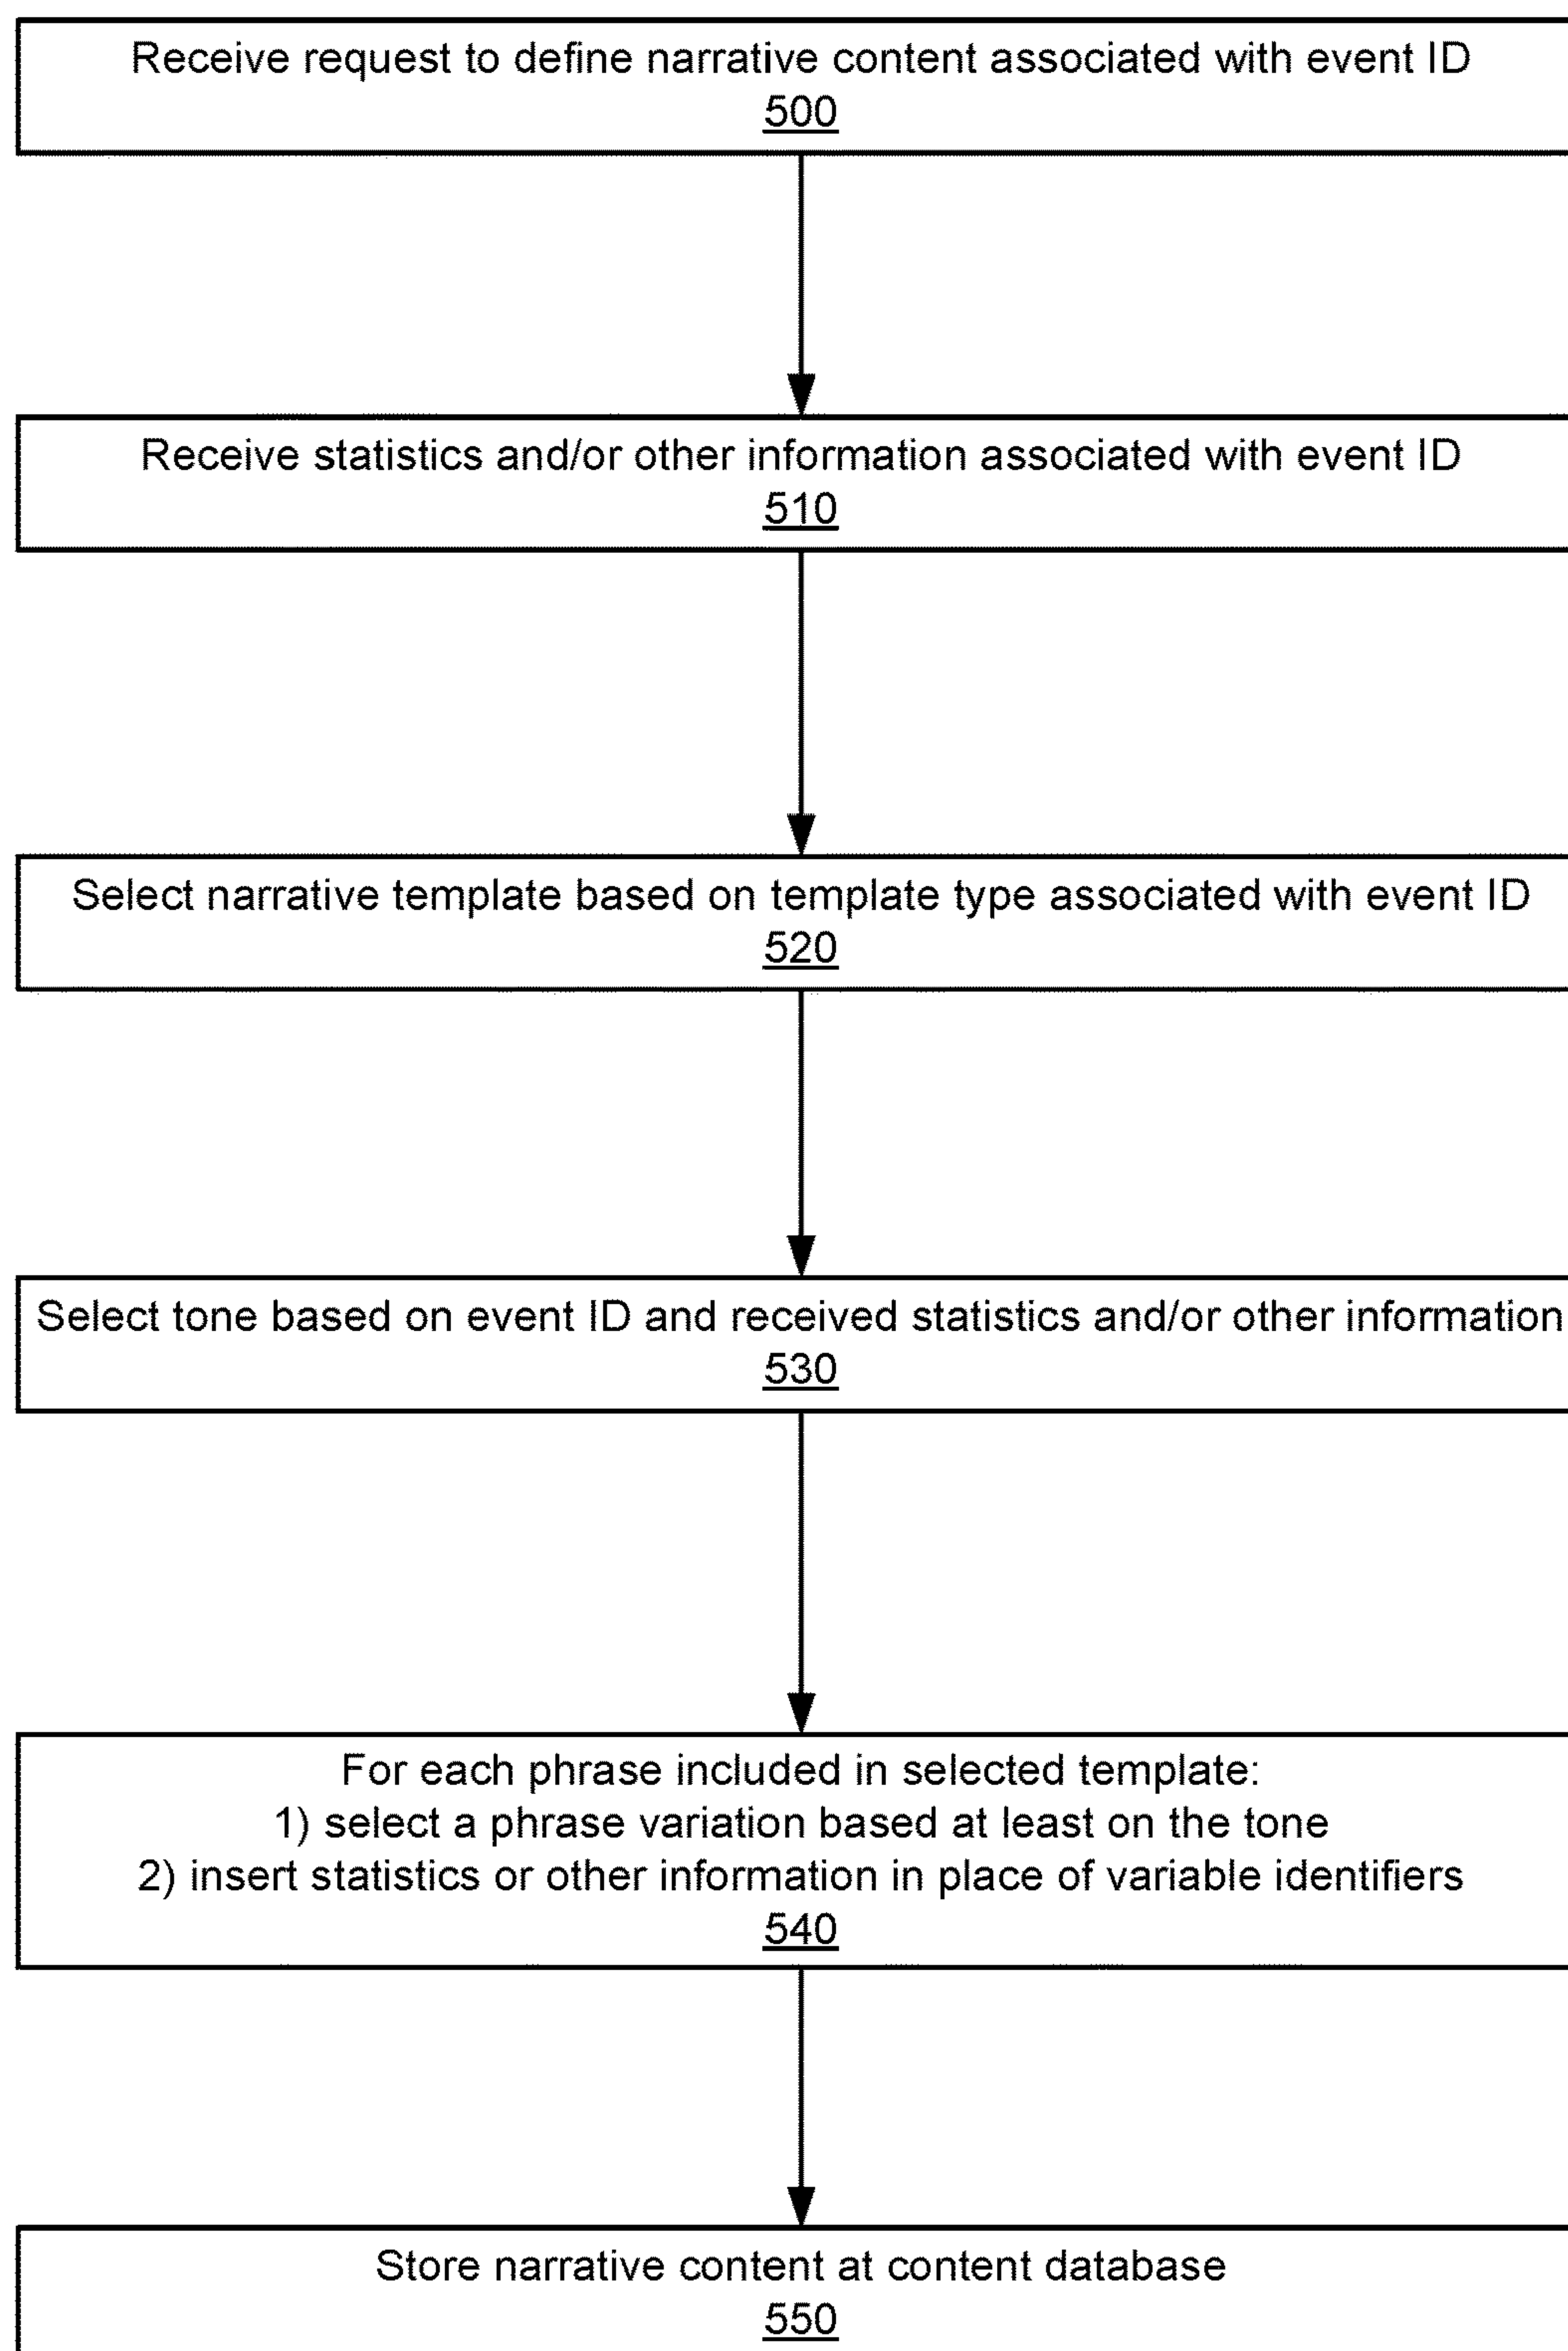 Receive request to define narrative content associated with event ID
500
Receive statistics and/or other information associated with event ID
510
Select narrative template based on template type associated with event ID
520
Select tone based on event ID and received statistics and/or other information
530
For each phrase included in selected template:
1) select a phrase variation based at least on the tone
2) insert statistics or other information in place of variable identifiers
540
Store narrative content at content database
550